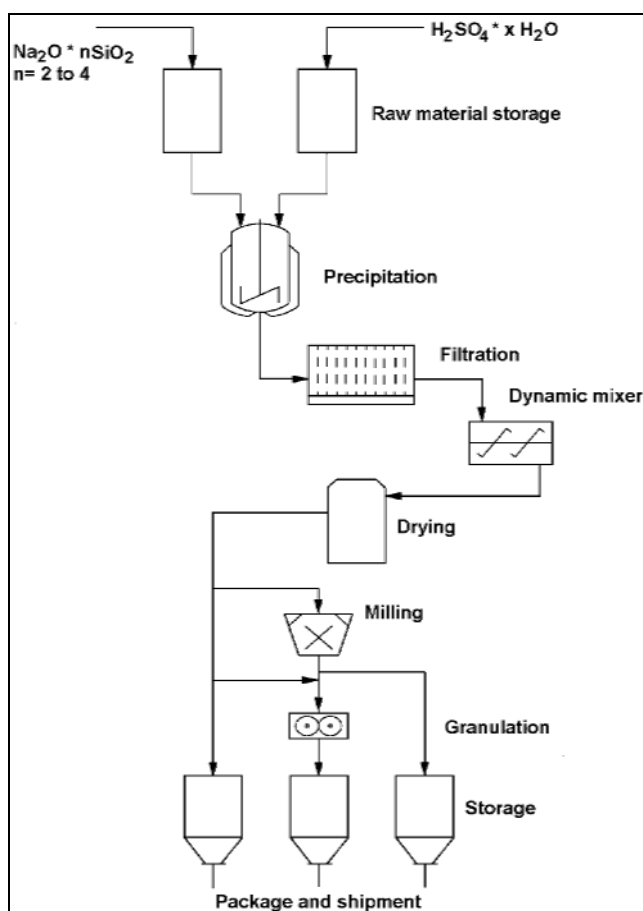 Na₂O * nSiO₂
n= 2 to 4
H₂SO₄ * x H₂O
Raw material storage
Precipitation
Filtration
Dynamic mixer
Drying
Milling
Granulation
Storage
Package and shipment